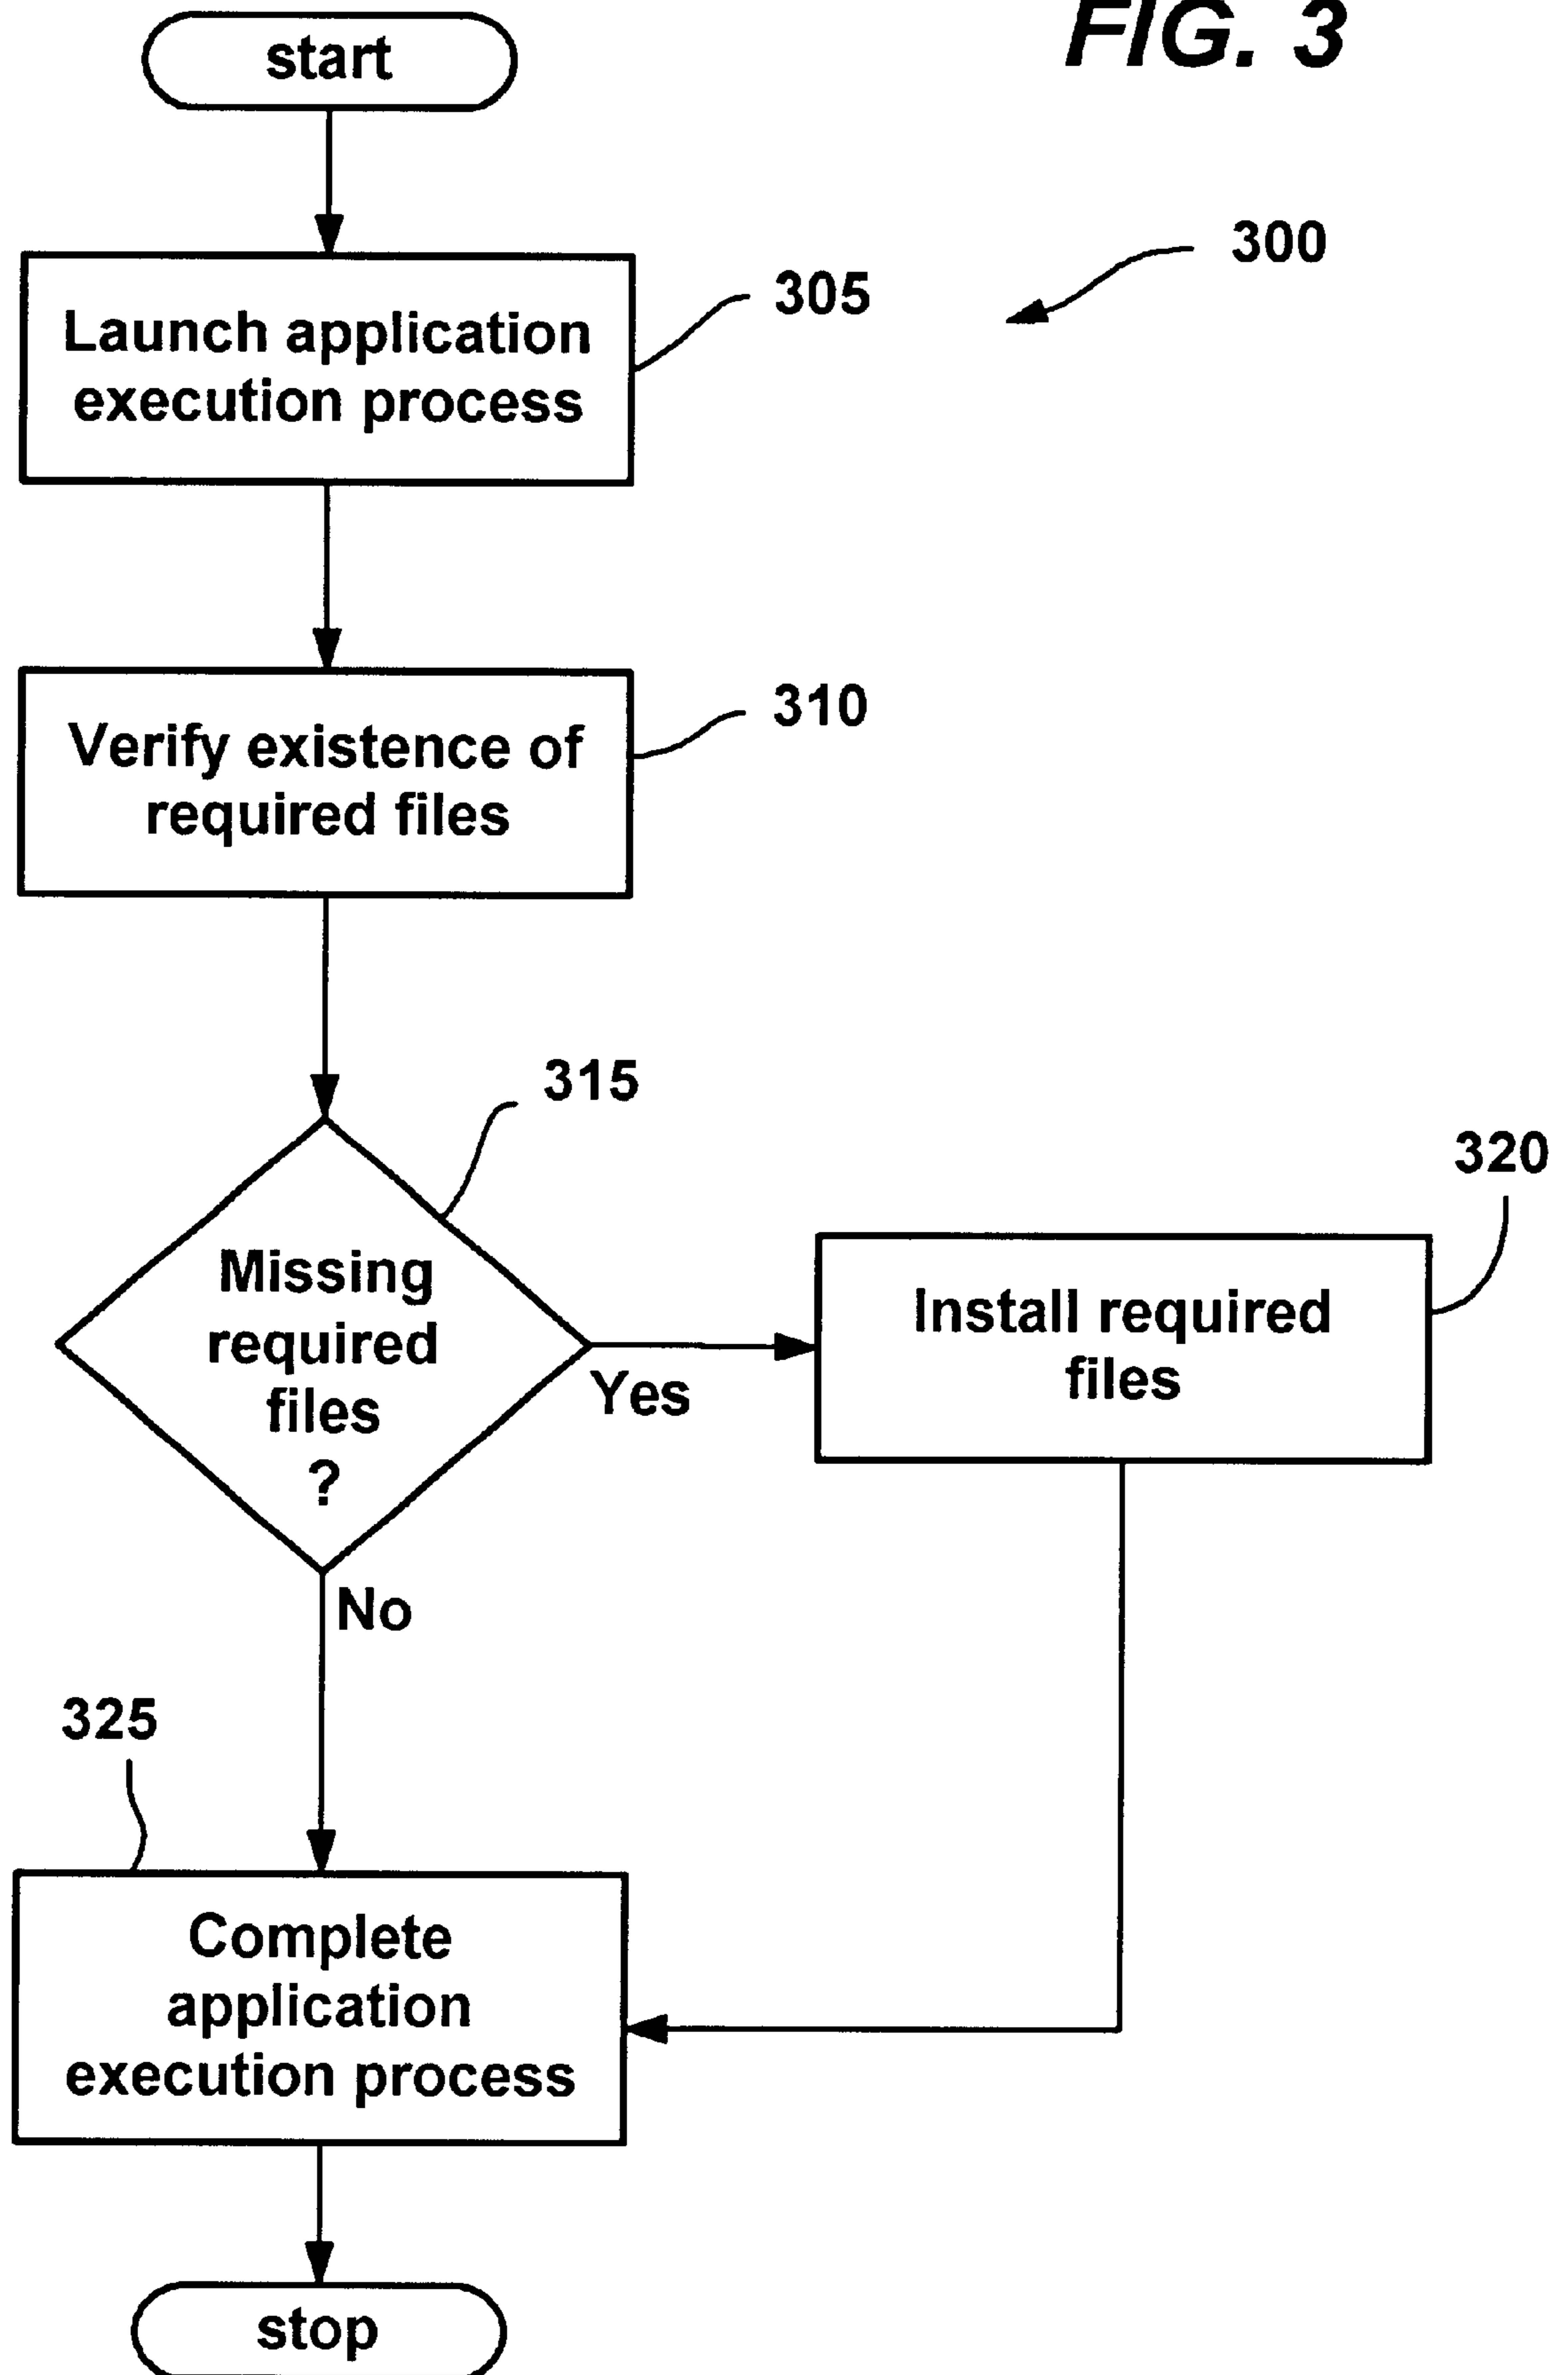 FIG. 3
start
300
305
Launch application
execution process
310
Verify existence of
required files
315
Missing
required
files
?
Yes
320
Install required
files
No
325
Complete
application
execution process
stop